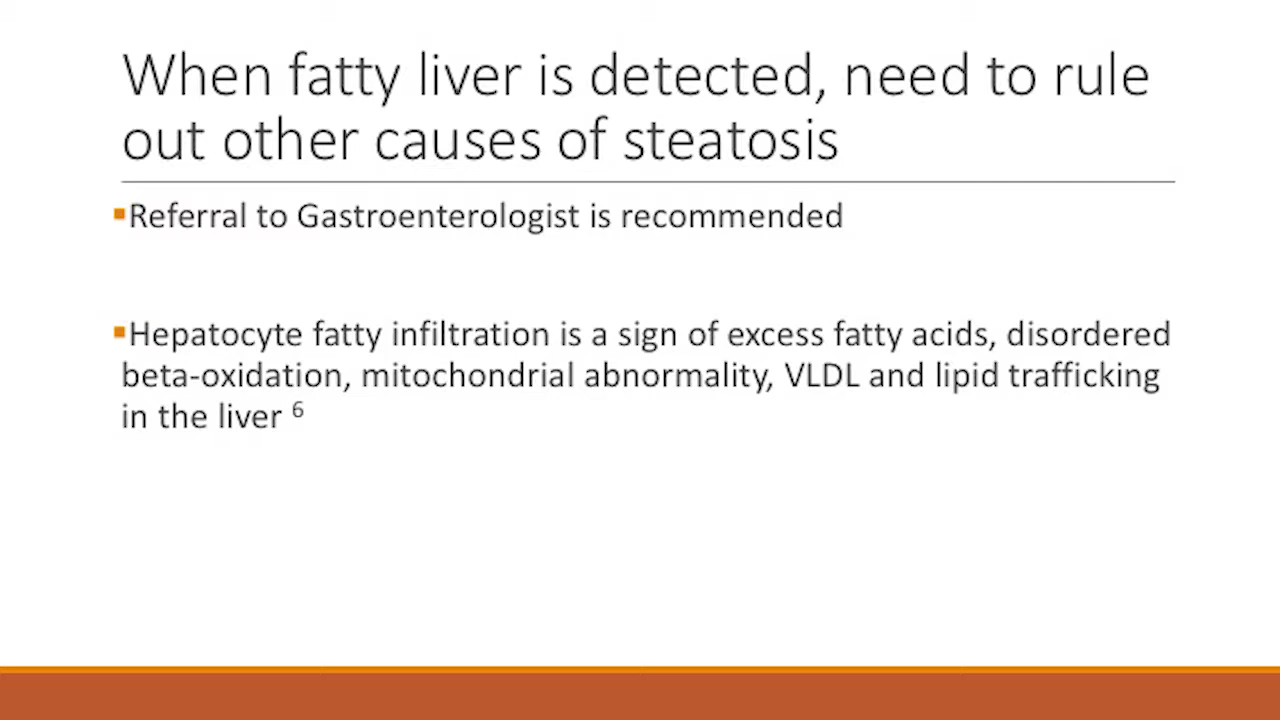 When fatty liver is detected, need to rule
out other causes of steatosis
▪Referral to Gastroenterologist is recommended
▪Hepatocyte fatty infiltration is a sign of excess fatty acids, disordered
beta-oxidation, mitochondrial abnormality, VLDL and lipid trafficking
in the liver 6